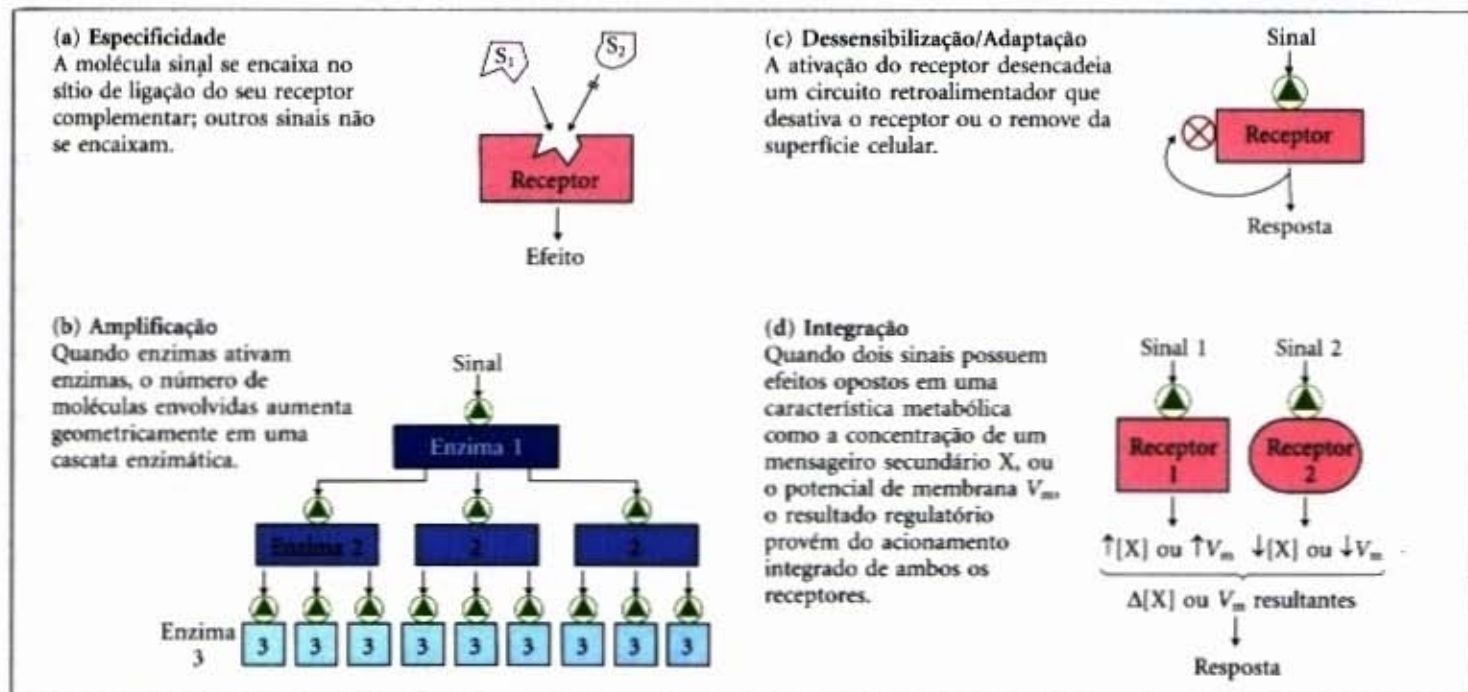 (a) Especificidade
A molécula sinal se encaixa no
sítio de ligação do seu receptor
complementar; outros sinais não
se encaixam.
S₁
S₂
Receptor
Efeito
(c) Dessensibilização/Adaptação
A ativação do receptor desencadeia
um circuito retroalimentador que
desativa o receptor ou o remove da
superfície celular.
Sinal
Receptor
Resposta
(b) Amplificação
Quando enzimas ativam
enzimas, o número de
moléculas envolvidas aumenta
geometricamente em uma
cascata enzimática.
Sinal
Enzima 1
Enzima 2
2
2
Enzima
3
3 3 3 3 3 3 3 3 3
(d) Integração
Quando dois sinais possuem
efeitos opostos em uma
característica metabólica
como a concentração de um
mensageiro secundário X, ou
o potencial de membrana Vₘ,
o resultado regulatório
provém do acionamento
integrado de ambos os
receptores.
Sinal 1 Sinal 2
Receptor
1
Receptor
2
↑[X] ou ↑Vₘ ↓[X] ou ↓Vₘ
Δ[X] ou Vₘ resultantes
Resposta